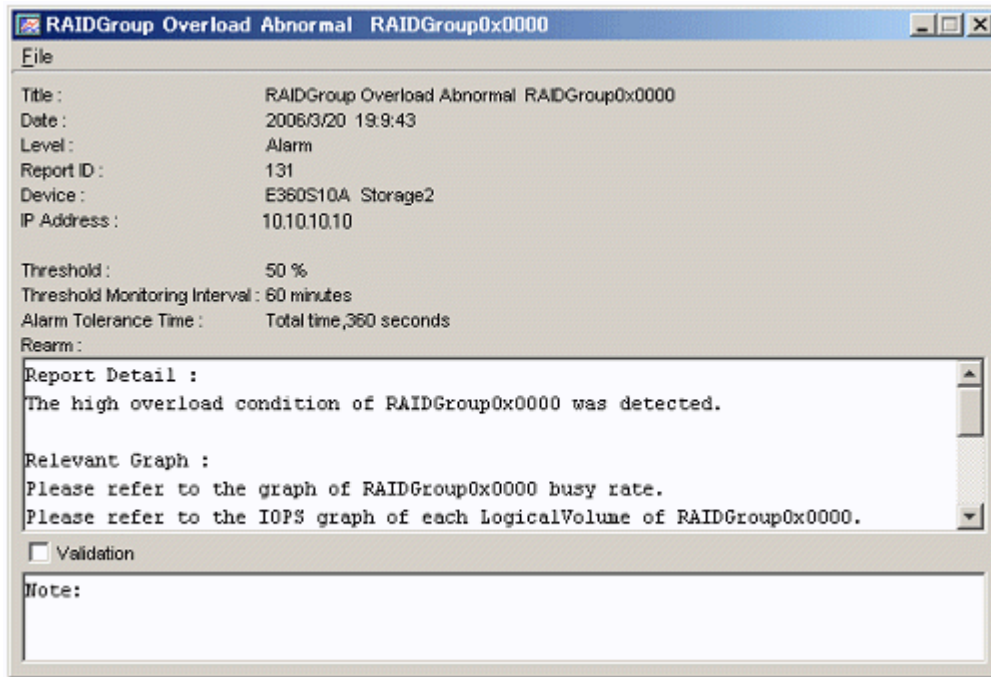 RAIDGroup Overload Abnormal RAIDGroup0x0000
File
Title : RAIDGroup Overload Abnormal RAIDGroup0x0000
Date : 2006/3/20 19:9:43
Level : Alarm
Report ID : 131
Device : E360S10A Storage2
IP Address : 10.10.10.10
Threshold : 50 %
Threshold Monitoring Interval : 60 minutes
Alarm Tolerance Time : Total time,360 seconds
Rearm :
Report Detail :
The high overload condition of RAIDGroup0x0000 was detected.
Relevant Graph :
Please refer to the graph of RAIDGroup0x0000 busy rate.
Please refer to the IOPS graph of each LogicalVolume of RAIDGroup0x0000.
Validation
Note: